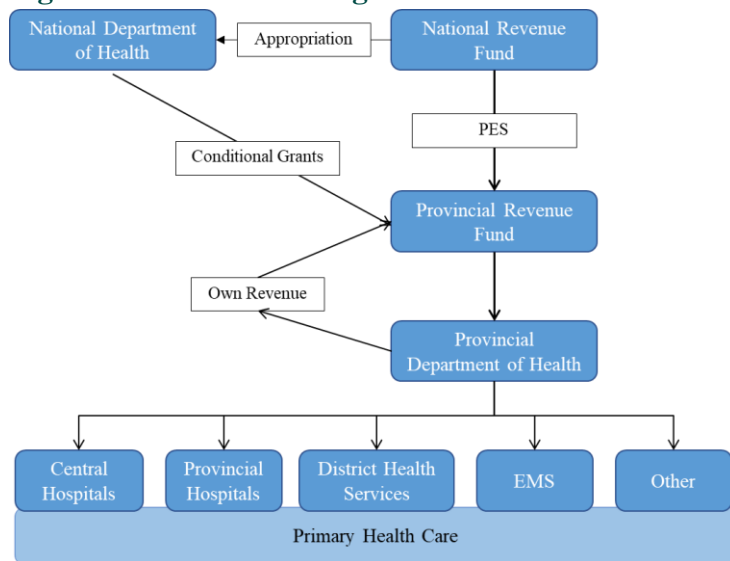 National Department
of Health
Appropriation
National Revenue
Fund
PES
Conditional Grants
Provincial Revenue
Fund
Own Revenue
Provincial
Department of Health
Central
Hospitals
Provincial
Hospitals
District Health
Services
EMS
Other
Primary Health Care